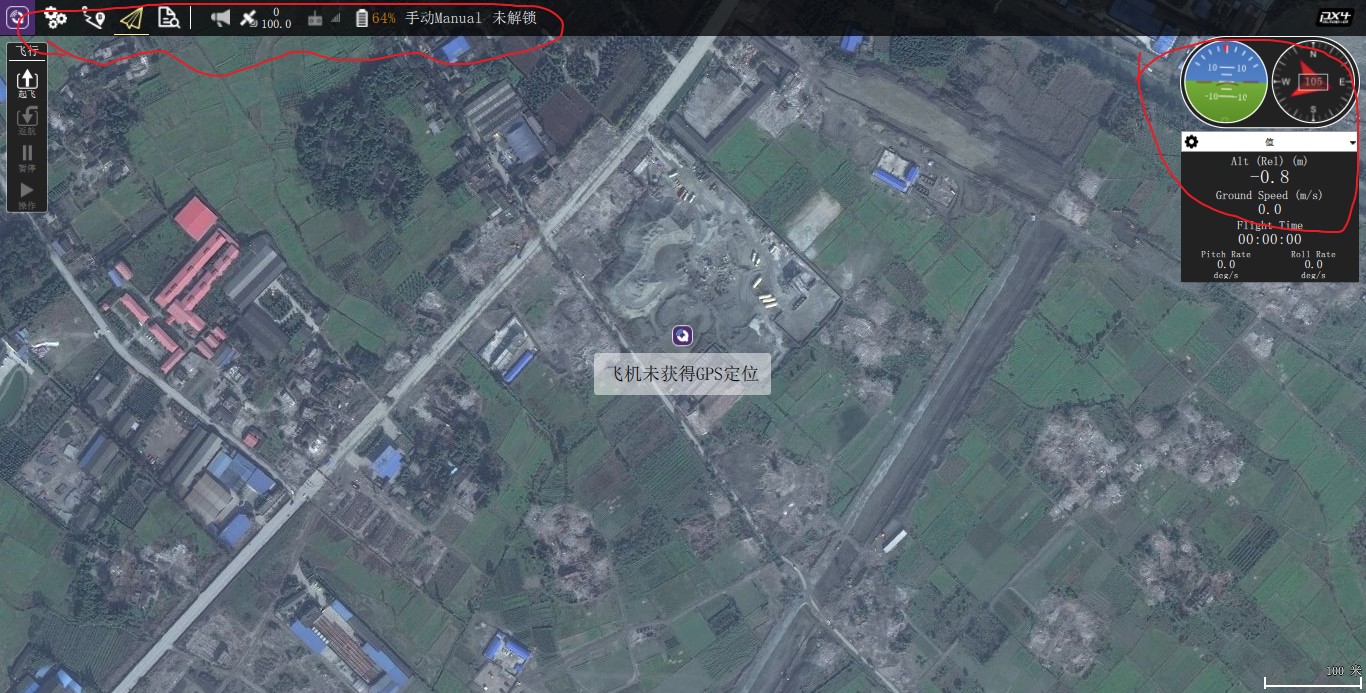 0
100.0
64% 手动Manual 未解锁
px4
AUTOPILOT
飞行
起飞
返航
暂停
操作
10 10
-10 10
N
W 105 E
S
值
Alt (Rel) (m)
-0.8
Ground Speed (m/s)
0.0
Flight Time
00:00:00
Pitch Rate Roll Rate
0.0 0.0
deg/s deg/s
飞机未获得GPS定位
100 米